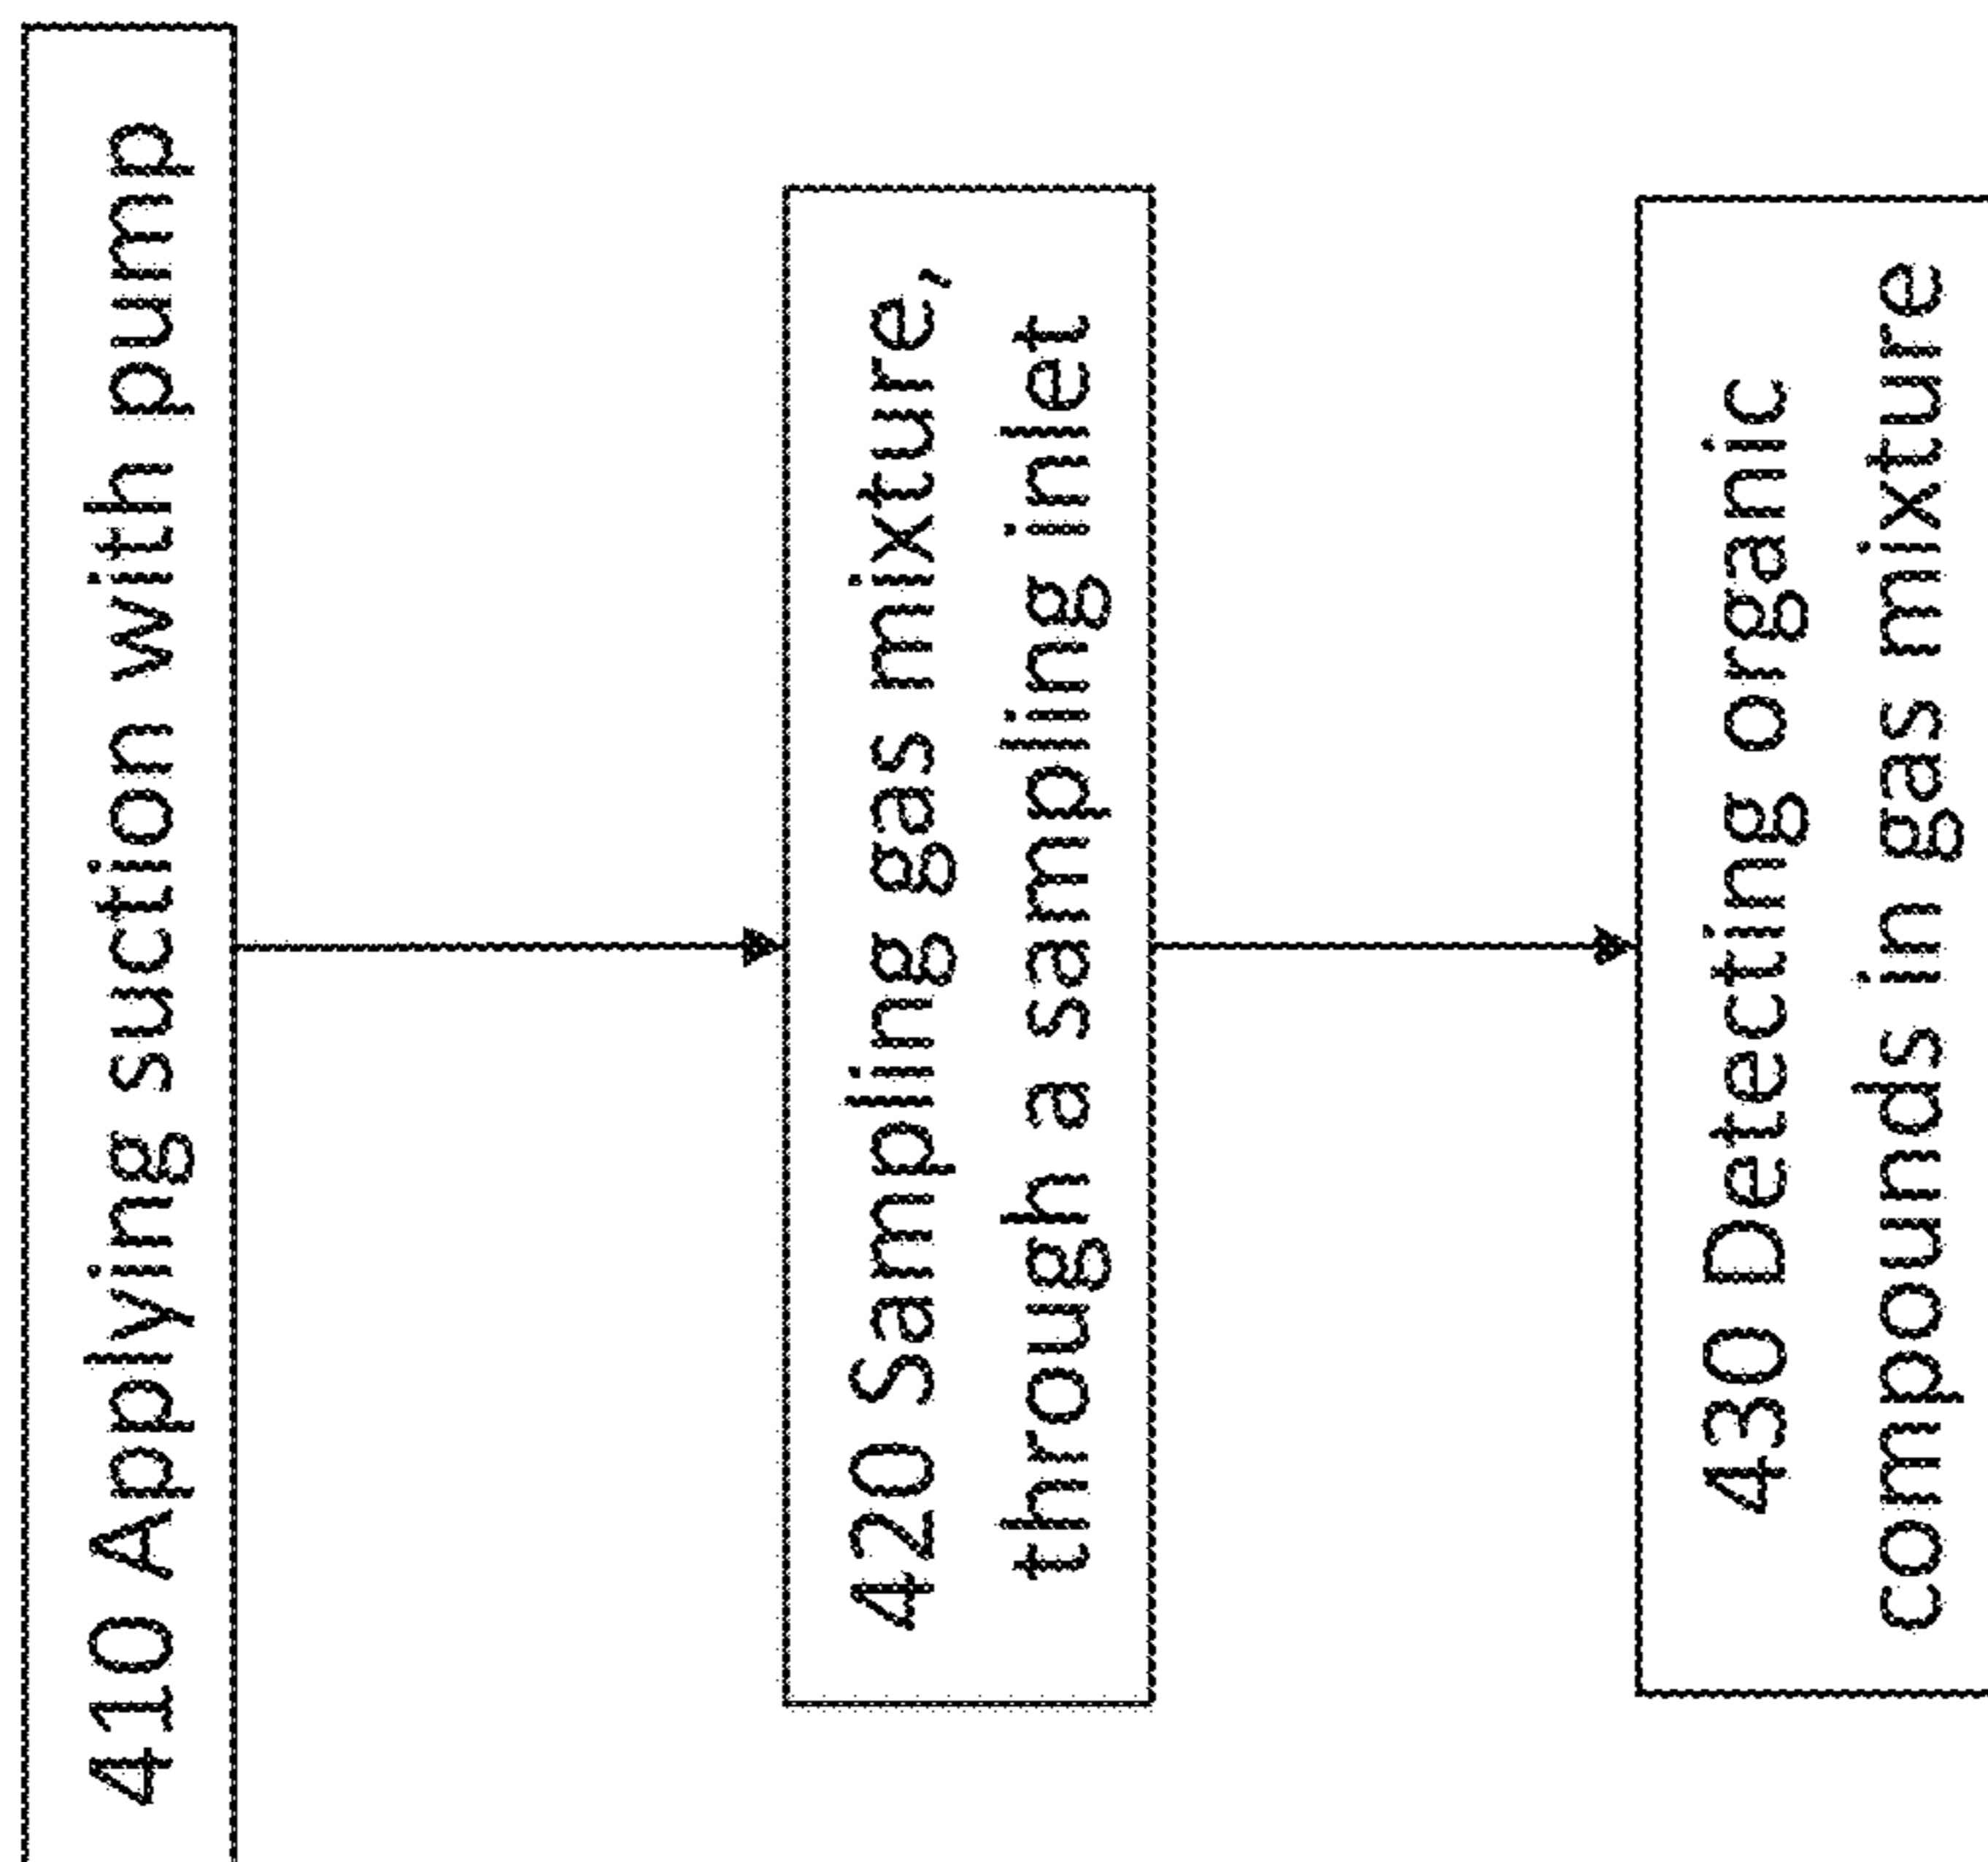 410 Applying suction with pump
420 Sampling gas mixture,
through a sampling inlet
430 Detecting organic
compounds in gas mixture